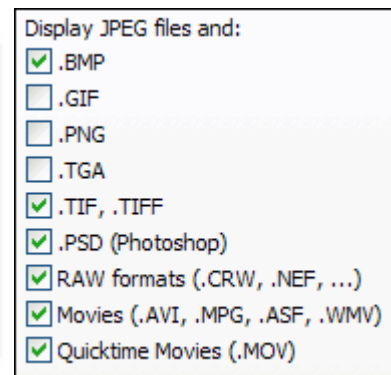 Display JPEG files and:
.BMP
.GIF
.PNG
.TGA
.TIF, .TIFF
.PSD (Photoshop)
RAW formats (.CRW, .NEF, ...)
Movies (.AVI, .MPG, .ASF, .WMV)
Quicktime Movies (.MOV)